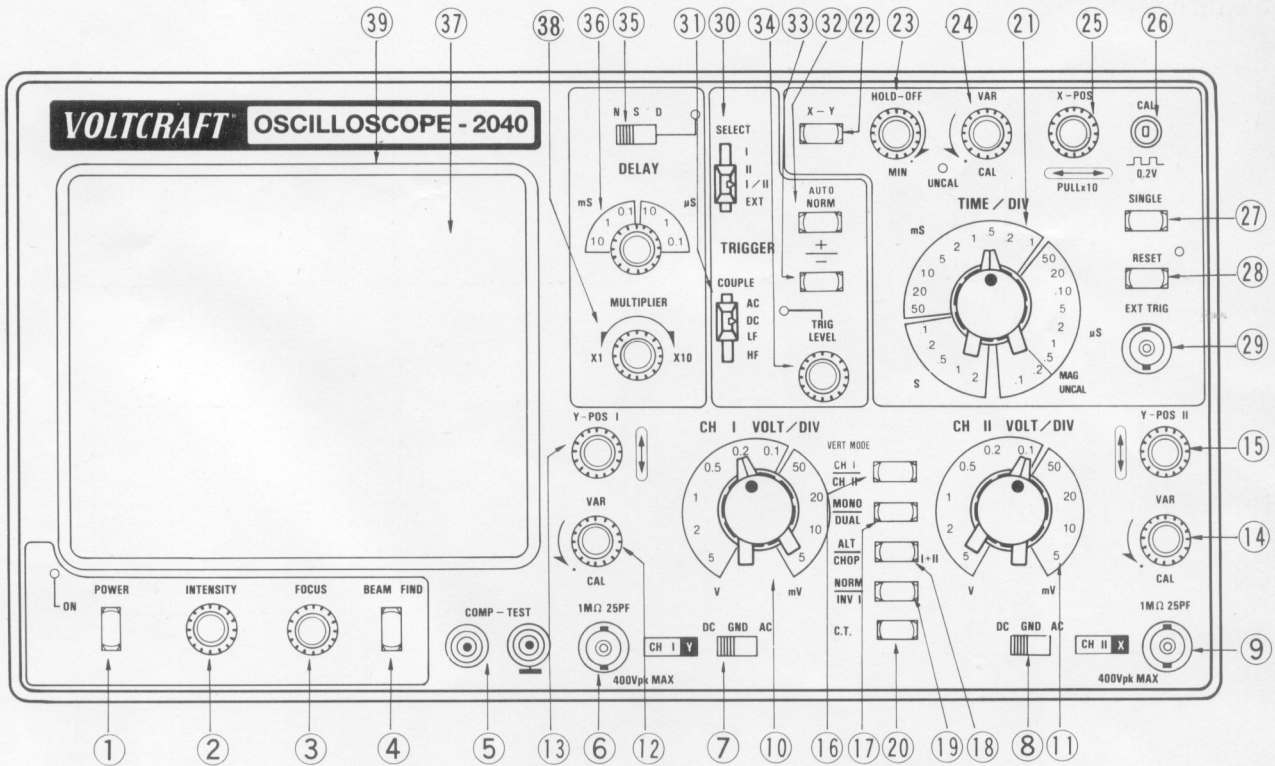 39 37 38 36 35 31 30 34 33 32 22 23 24 21 25 26
VOLTCRAFT OSCILLOSCOPE - 2040
N S D
DELAY
mS 10 1 0.1 10 1 0.1 µS
MULTIPLIER
X1 X10
SELECT
I
II
I / II
EXT
TRIGGER
COUPLE
AC
DC
LF
HF
X - Y
AUTO
NORM
+
−
TRIG
LEVEL
HOLD-OFF
MIN
VAR
CAL
UNCAL
X-POS
PULLx10
CAL
0,2V
TIME / DIV
mS
50 20 10 5 2 1 .5 .2 .1
50 20 .10 5 2 1 .5 .2 .1
µS
.1 .2 .5 1 2
S
MAG
UNCAL
SINGLE
27
RESET
28
EXT TRIG
29
Y-POS I
VAR
CAL
CH I VOLT/DIV
5 2 1 0.5 0.2 0.1 50 20 10 5
V mV
VERT MODE
CH I
CH II
MONO
DUAL
ALT
CHOP
I+II
NORM
INV I
C.T.
CH II VOLT/DIV
5 2 1 0.5 0.2 0.1 50 20 10 5
V mV
Y-POS II
15
VAR
14
CAL
ON
POWER
INTENSITY
FOCUS
BEAM FIND
COMP-TEST
1MΩ 25PF
400Vpk MAX
CH I Y
DC GND AC
DC GND AC
CH II X
1MΩ 25PF
9
400Vpk MAX
1 2 3 4 5 13 6 12 7 10 16 17 20 19 18 8 11